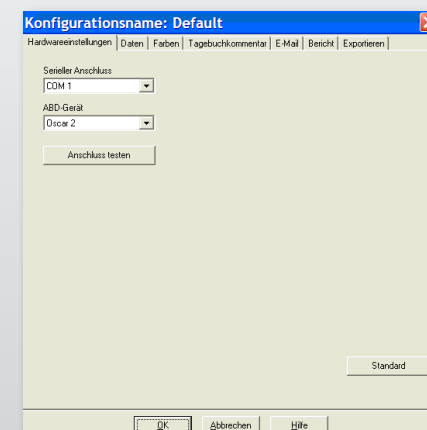 Konfigurationsname: Default
Hardwareeinstellungen Daten Farben Tagebuchkommentar E-Mail Bericht Exportieren
Serieller Anschluss
COM 1
ABD-Gerät
Oscar 2
Anschluss testen
Standard
OK Abbrechen Hilfe